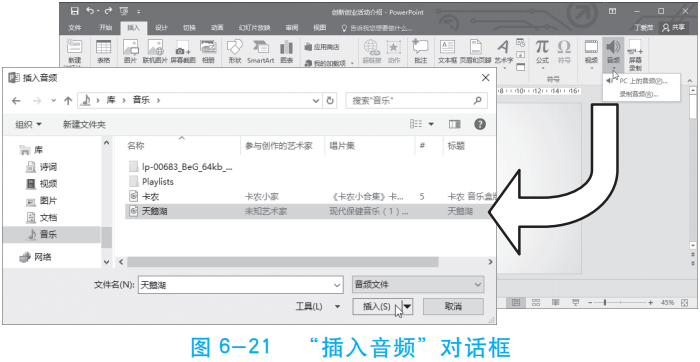 创新创业活动介绍 - PowerPoint
文件 开始 插入 设计 切换 动画 幻灯片放映 审阅 视图 告诉我您想要做什么...
丁爱萍 共享
新建 表格 图片 联机图片 屏幕截图 相册 形状 SmartArt 图表 应用商店 我的加载项 超链接 动作 批注 文本框 页眉和页脚 艺术字 公式 符号 视频 音频 屏幕录制
符号
PC 上的音频(P)...
录制音频(R)...
插入音频
库 音乐 搜索"音乐"
组织 新建文件夹
名称 参与创作的艺术家 唱片集 # 标题
库
诗词
视频
图片
文档
音乐
网络
lp-00683_BeG_64kb_...
Playlists
卡农 卡农小家 《卡农小合集》卡... 5 卡农 音乐盒
天鹅湖 未知艺术家 现代保健音乐（1）... 天鹅湖
文件名(N): 天鹅湖 音频文件
工具(L) 插入(S) 取消
45%
图 6-21 “插入音频”对话框